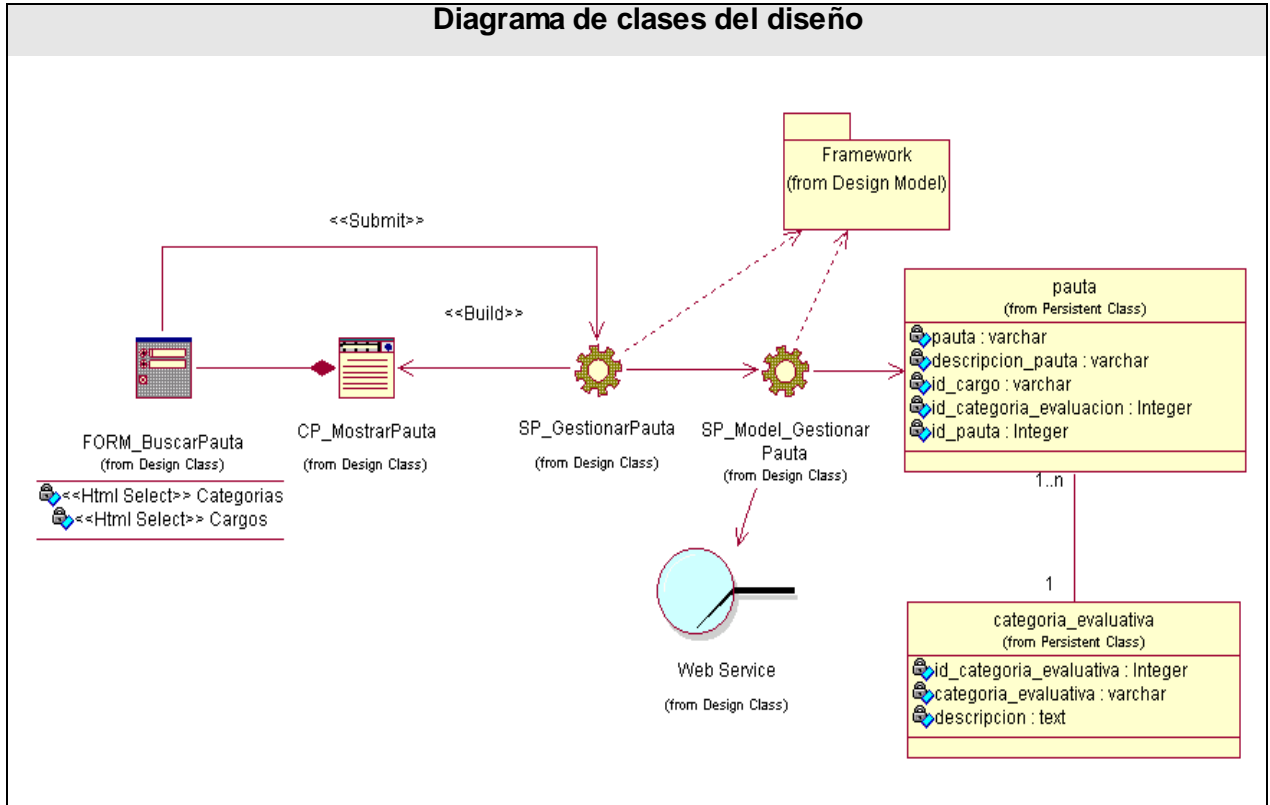 Diagrama de clases del diseño
Framework
(from Design Model)
<<Submit>>
<<Build>>
FORM_BuscarPauta
(from Design Class)
<<Html Select>> Categorias
<<Html Select>> Cargos
CP_MostrarPauta
(from Design Class)
SP_GestionarPauta
(from Design Class)
SP_Model_Gestionar
Pauta
(from Design Class)
pauta
(from Persistent Class)
pauta : varchar
descripcion_pauta : varchar
id_cargo : varchar
id_categoria_evaluacion : Integer
id_pauta : Integer
1..n
1
Web Service
(from Design Class)
categoria_evaluativa
(from Persistent Class)
id_categoria_evaluativa : Integer
categoria_evaluativa : varchar
descripcion : text